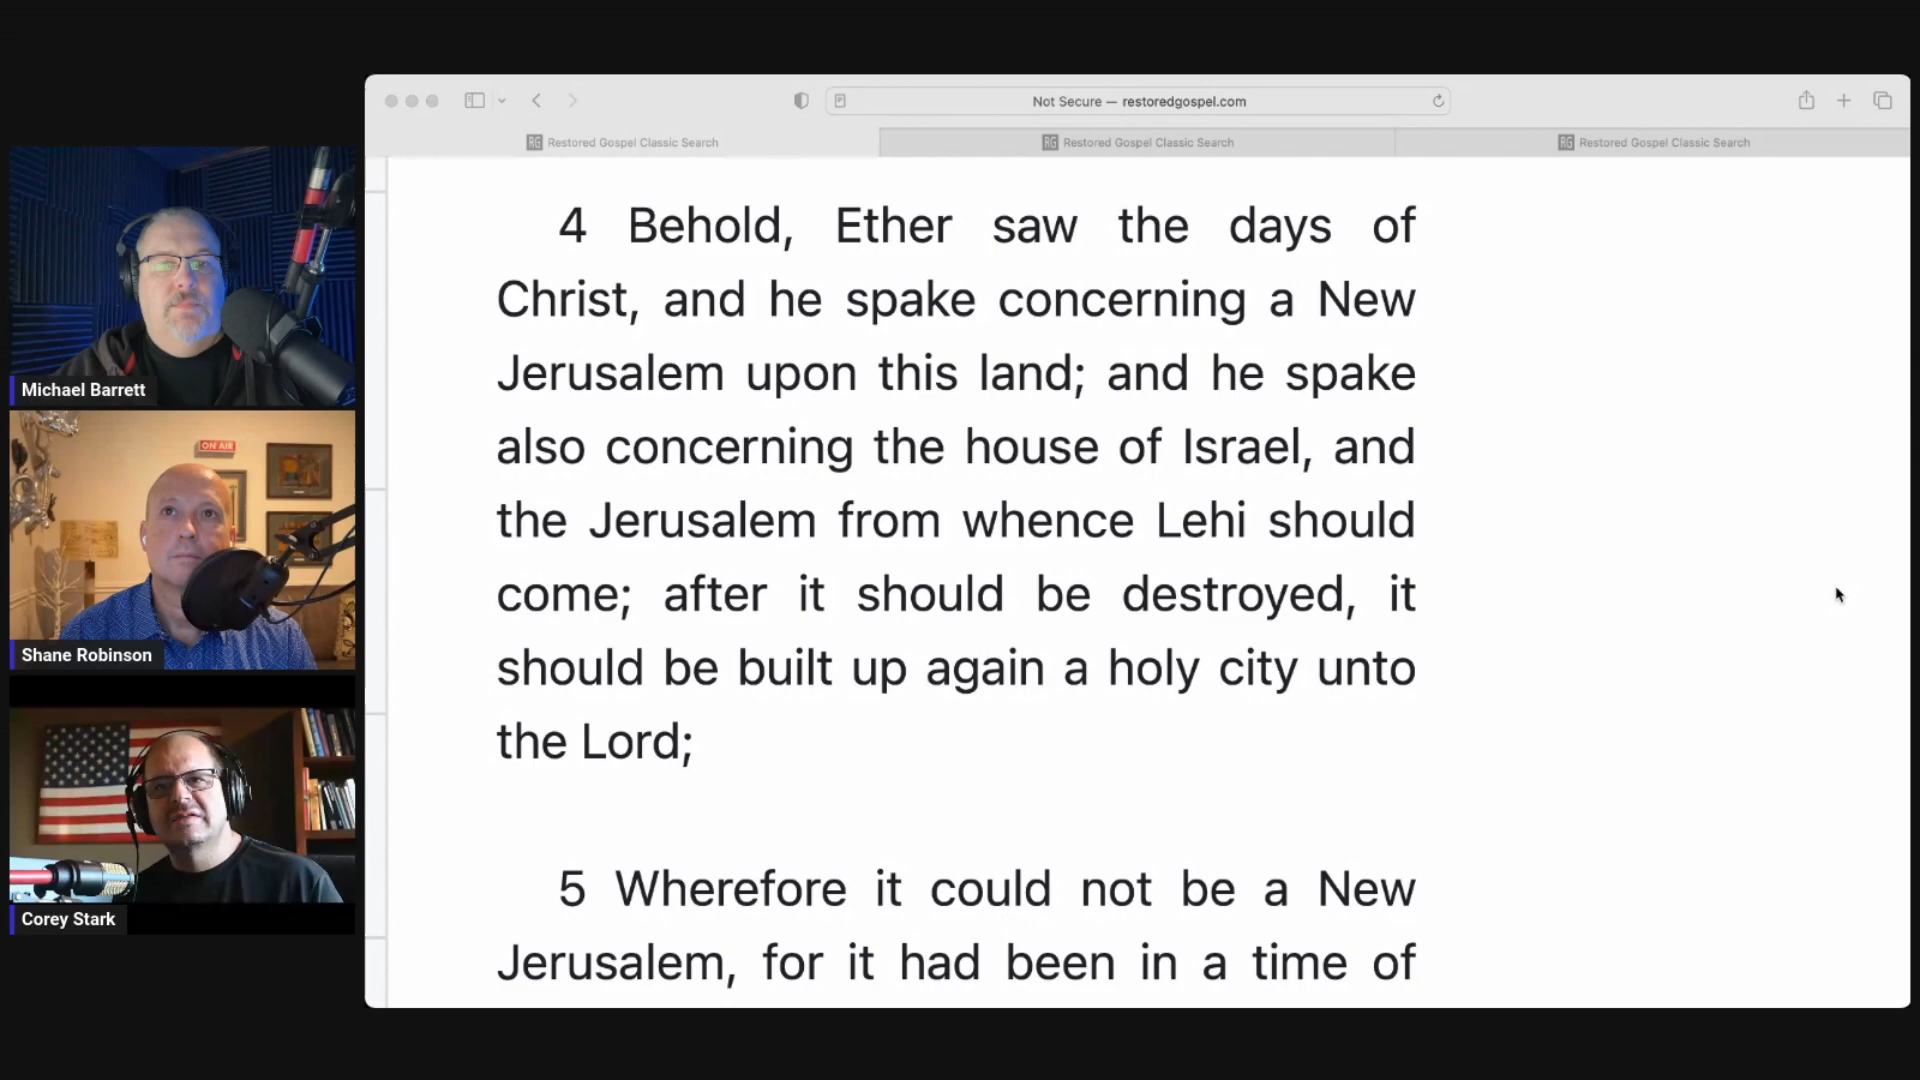 Not Secure — restoredgospel.com
RG Restored Gospel Classic Search
RG Restored Gospel Classic Search
RG Restored Gospel Classic Search
4 Behold, Ether saw the days of
Christ, and he spake concerning a New
Jerusalem upon this land; and he spake
also concerning the house of Israel, and
the Jerusalem from whence Lehi should
come; after it should be destroyed, it
should be built up again a holy city unto
the Lord;
5 Wherefore it could not be a New
Jerusalem, for it had been in a time of
Michael Barrett
ON AIR
Shane Robinson
Corey Stark